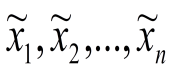 x̃₁, x̃₂,..., x̃ₙ